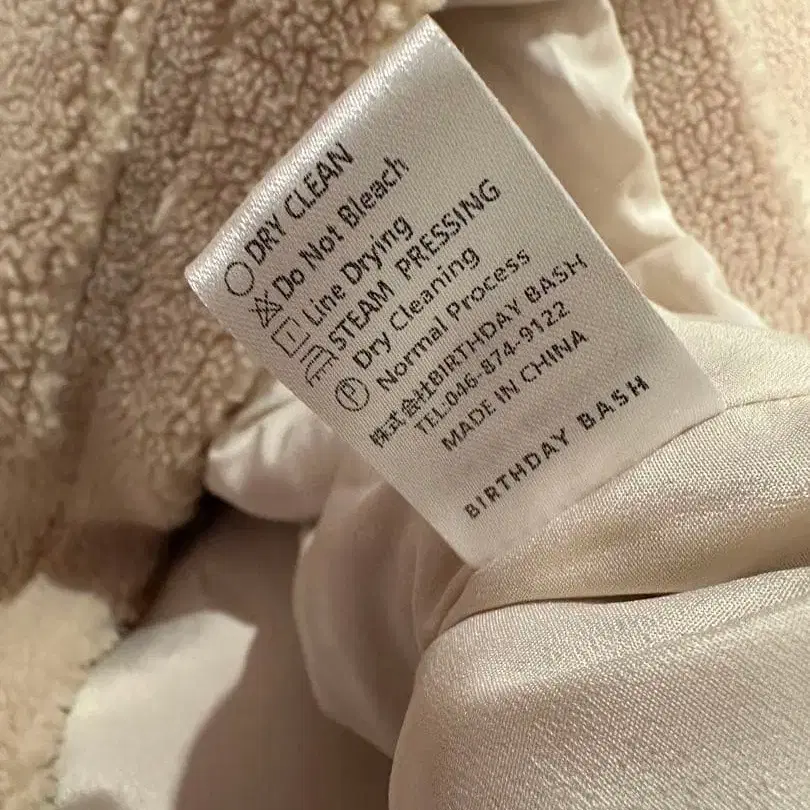 DRY CLEAN
Do Not Bleach
Line Drying
STEAM PRESSING
Dry Cleaning
Normal Process
株式会社BIRTHDAY BASH
TEL.046-874-9122
MADE IN CHINA
BIRTHDAY BASH